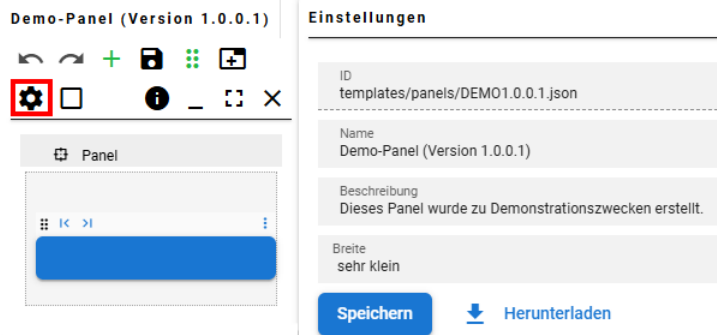 Demo-Panel (Version 1.0.0.1)
Panel
Einstellungen
ID
templates/panels/DEMO1.0.0.1.json
Name
Demo-Panel (Version 1.0.0.1)
Beschreibung
Dieses Panel wurde zu Demonstrationszwecken erstellt.
Breite
sehr klein
Speichern
Herunterladen